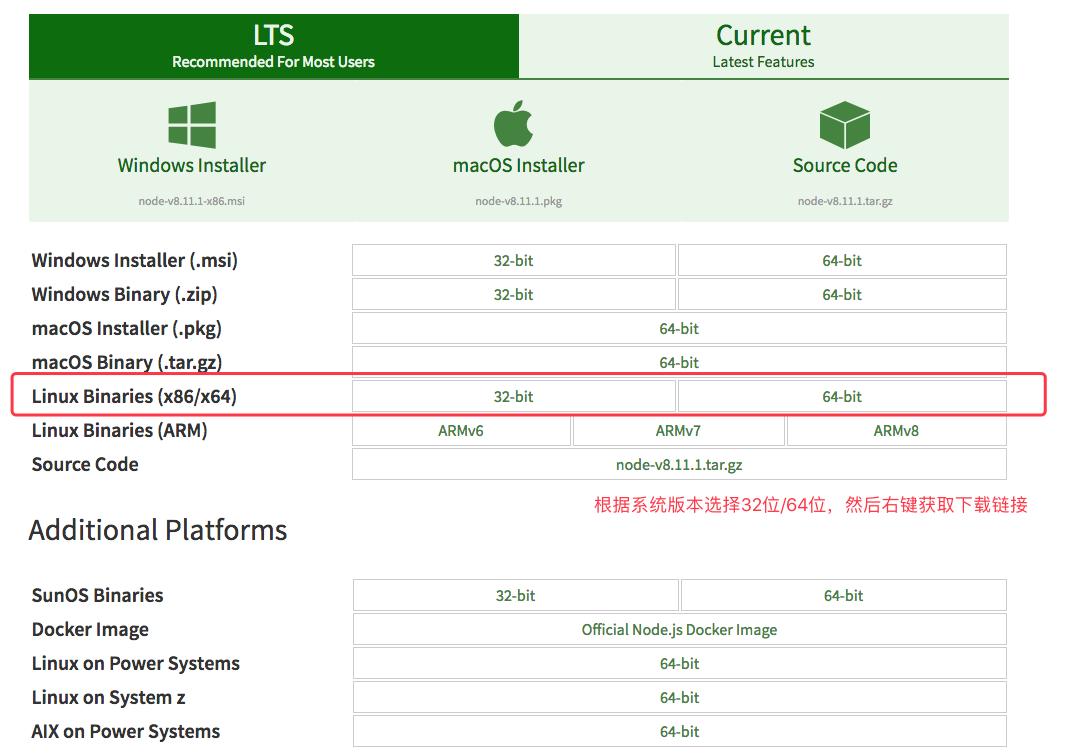 LTS
Recommended For Most Users
Current
Latest Features
Windows Installer
node-v8.11.1-x86.msi
macOS Installer
node-v8.11.1.pkg
Source Code
node-v8.11.1.tar.gz
Windows Installer (.msi) 32-bit 64-bit
Windows Binary (.zip) 32-bit 64-bit
macOS Installer (.pkg) 64-bit
macOS Binary (.tar.gz) 64-bit
Linux Binaries (x86/x64) 32-bit 64-bit
Linux Binaries (ARM) ARMv6 ARMv7 ARMv8
Source Code node-v8.11.1.tar.gz
根据系统版本选择32位/64位，然后右键获取下载链接
Additional Platforms
SunOS Binaries 32-bit 64-bit
Docker Image Official Node.js Docker Image
Linux on Power Systems 64-bit
Linux on System z 64-bit
AIX on Power Systems 64-bit